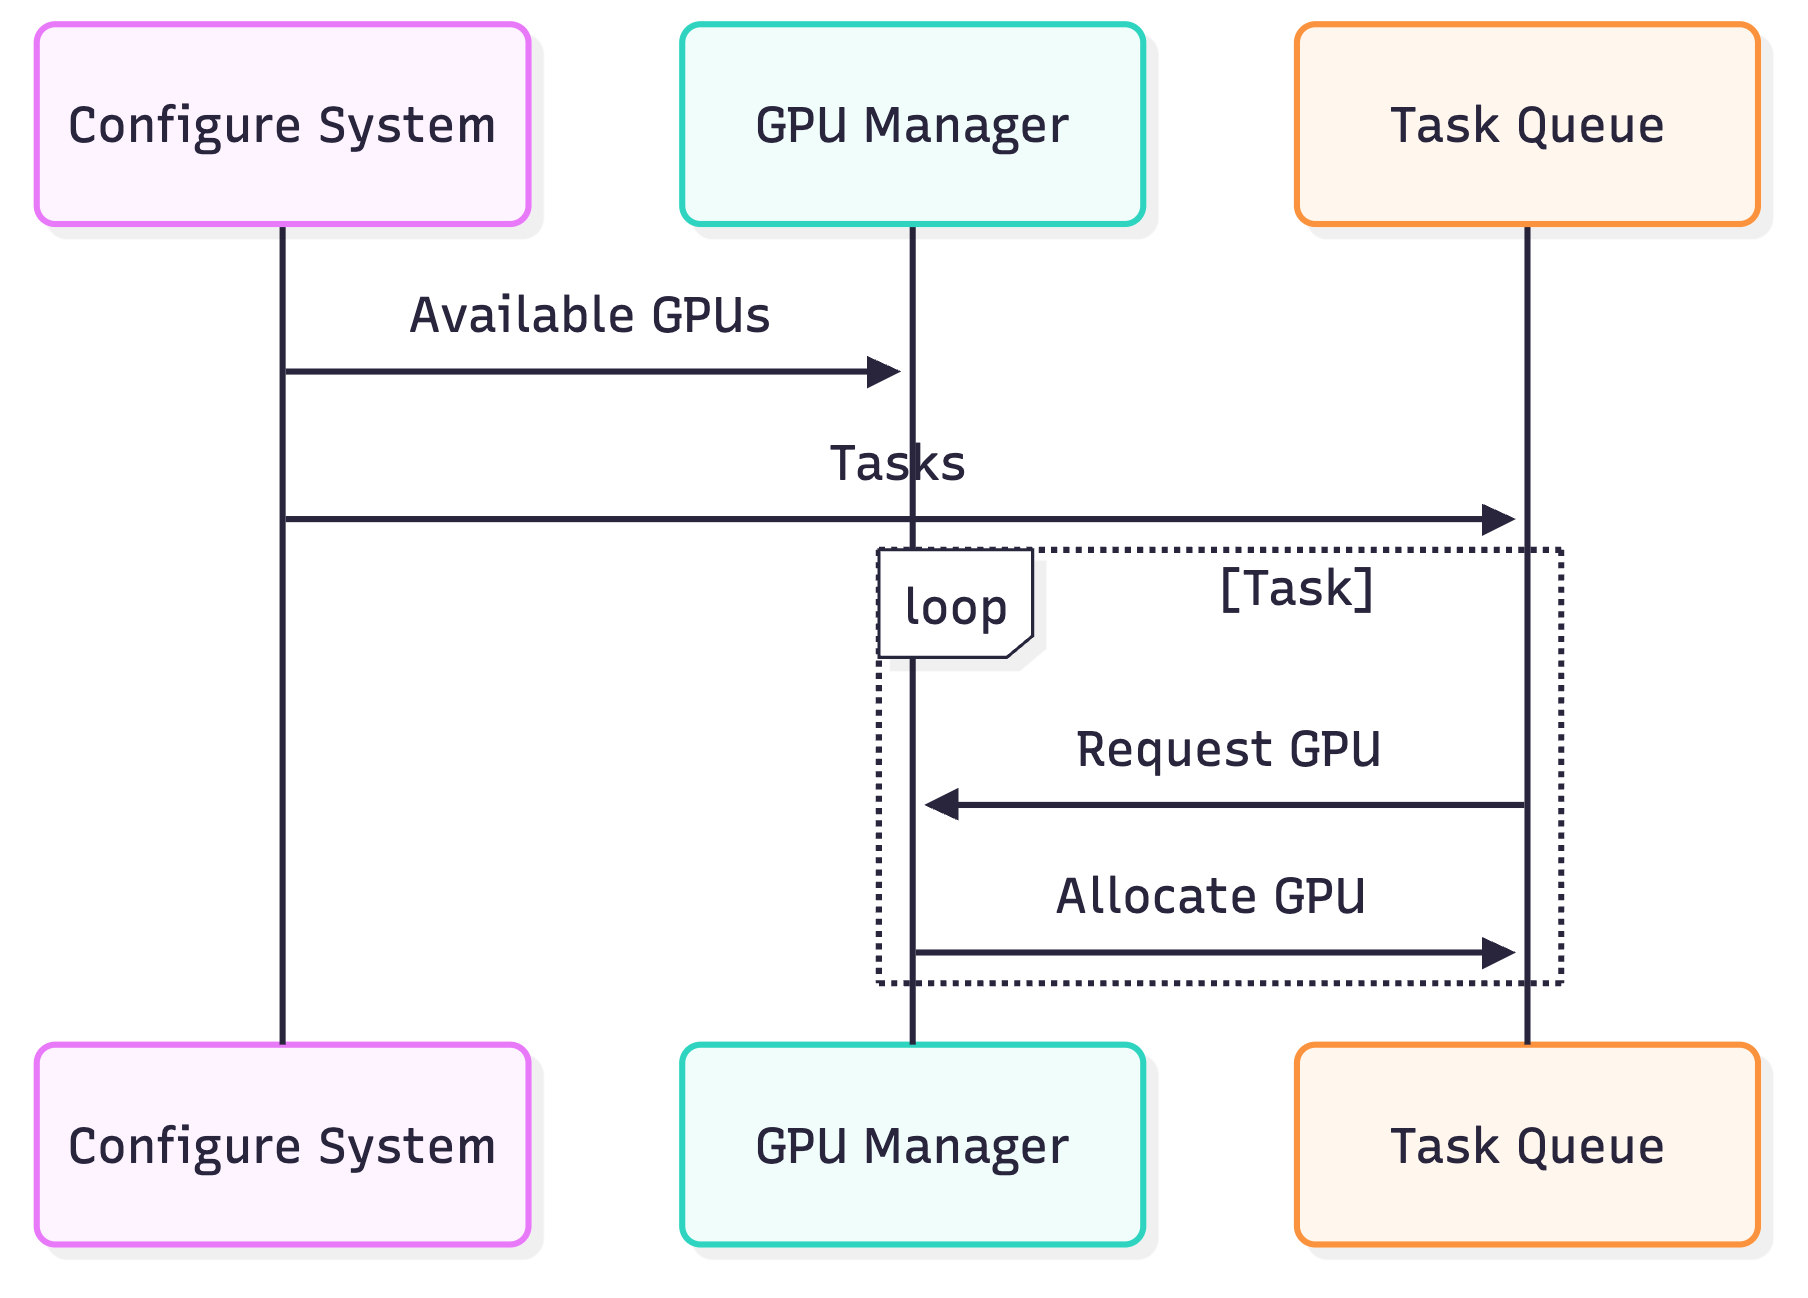 Configure System
GPU Manager
Task Queue
Available GPUs
Tasks
loop
[Task]
Request GPU
Allocate GPU
Configure System
GPU Manager
Task Queue